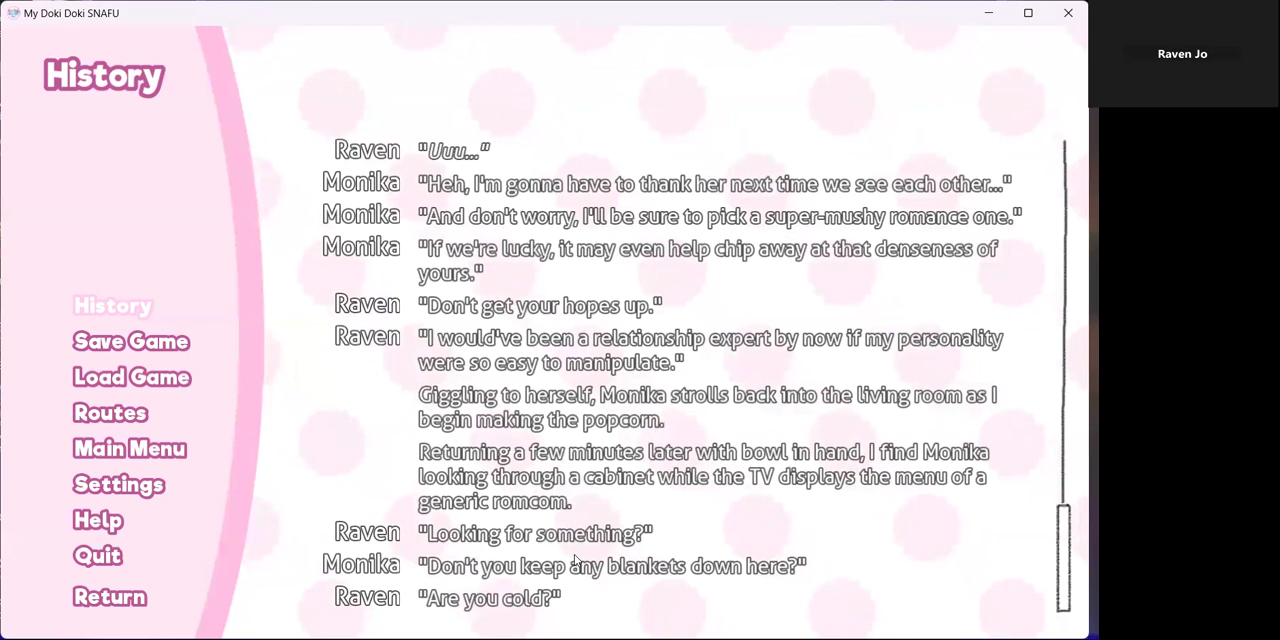 My Doki Doki SNAFU
Raven Jo
History
Raven "Uuu..."
Monika "Heh, I'm gonna have to thank her next time we see each other..."
Monika "And don't worry, I'll be sure to pick a super-mushy romance one."
Monika "If we're lucky, it may even help chip away at that denseness of
yours."
Raven "Don't get your hopes up."
Raven "I would've been a relationship expert by now if my personality
were so easy to manipulate."
Giggling to herself, Monika strolls back into the living room as I
begin making the popcorn.
Returning a few minutes later with bowl in hand, I find Monika
looking through a cabinet while the TV displays the menu of a
generic romcom.
Raven "Looking for something?"
Monika "Don't you keep any blankets down here?"
Raven "Are you cold?"
History
Save Game
Load Game
Routes
Main Menu
Settings
Help
Quit
Return